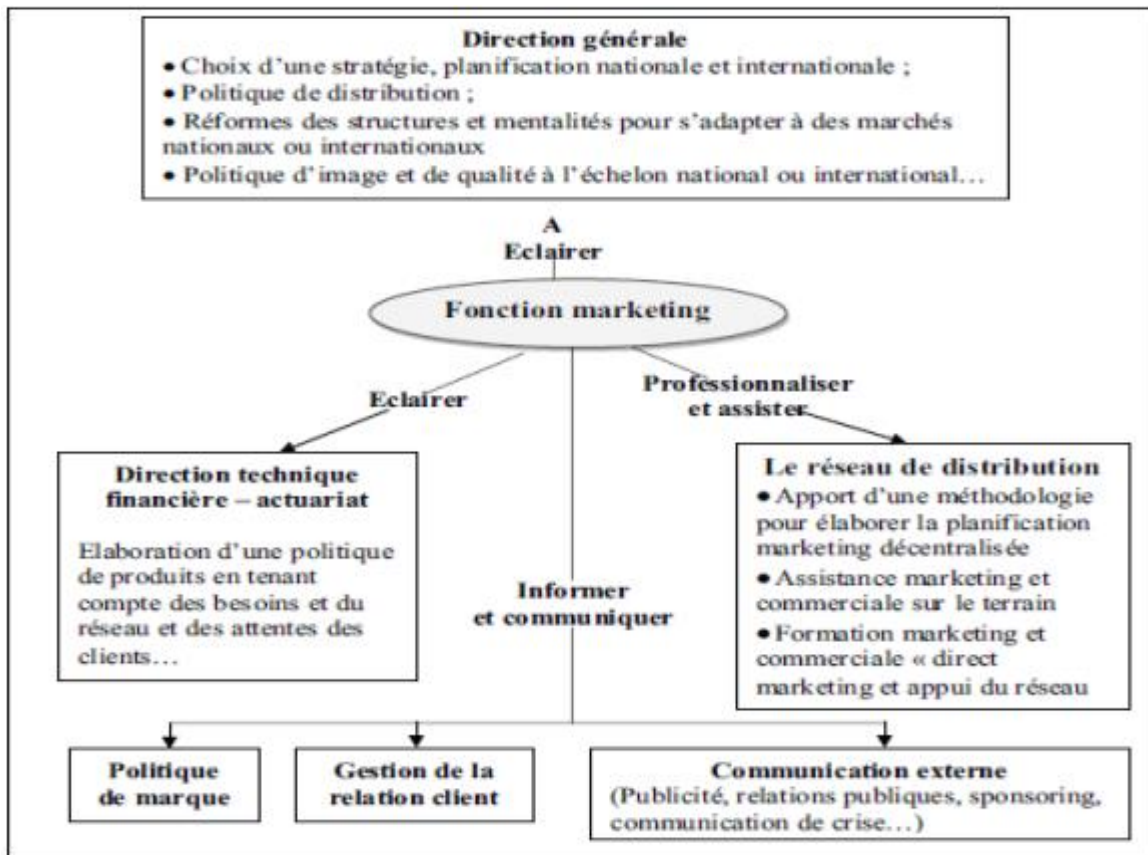 Direction générale
● Choix d'une stratégie, planification nationale et internationale ;
● Politique de distribution ;
● Réformes des structures et mentalités pour s'adapter à des marchés
nationaux ou internationaux
● Politique d'image et de qualité à l'échelon national ou international…
A
Eclairer
Fonction marketing
Eclairer
Professionnaliser
et assister
Direction technique
financière – actuariat
Elaboration d'une politique
de produits en tenant
compte des besoins et du
réseau et des attentes des
clients…
Informer
et communiquer
Le réseau de distribution
● Apport d'une méthodologie
pour élaborer la planification
marketing décentralisée
● Assistance marketing et
commerciale sur le terrain
● Formation marketing et
commerciale « direct
marketing et appui du réseau
Politique
de marque
Gestion de la
relation client
Communication externe
(Publicité, relations publiques, sponsoring,
communication de crise…)